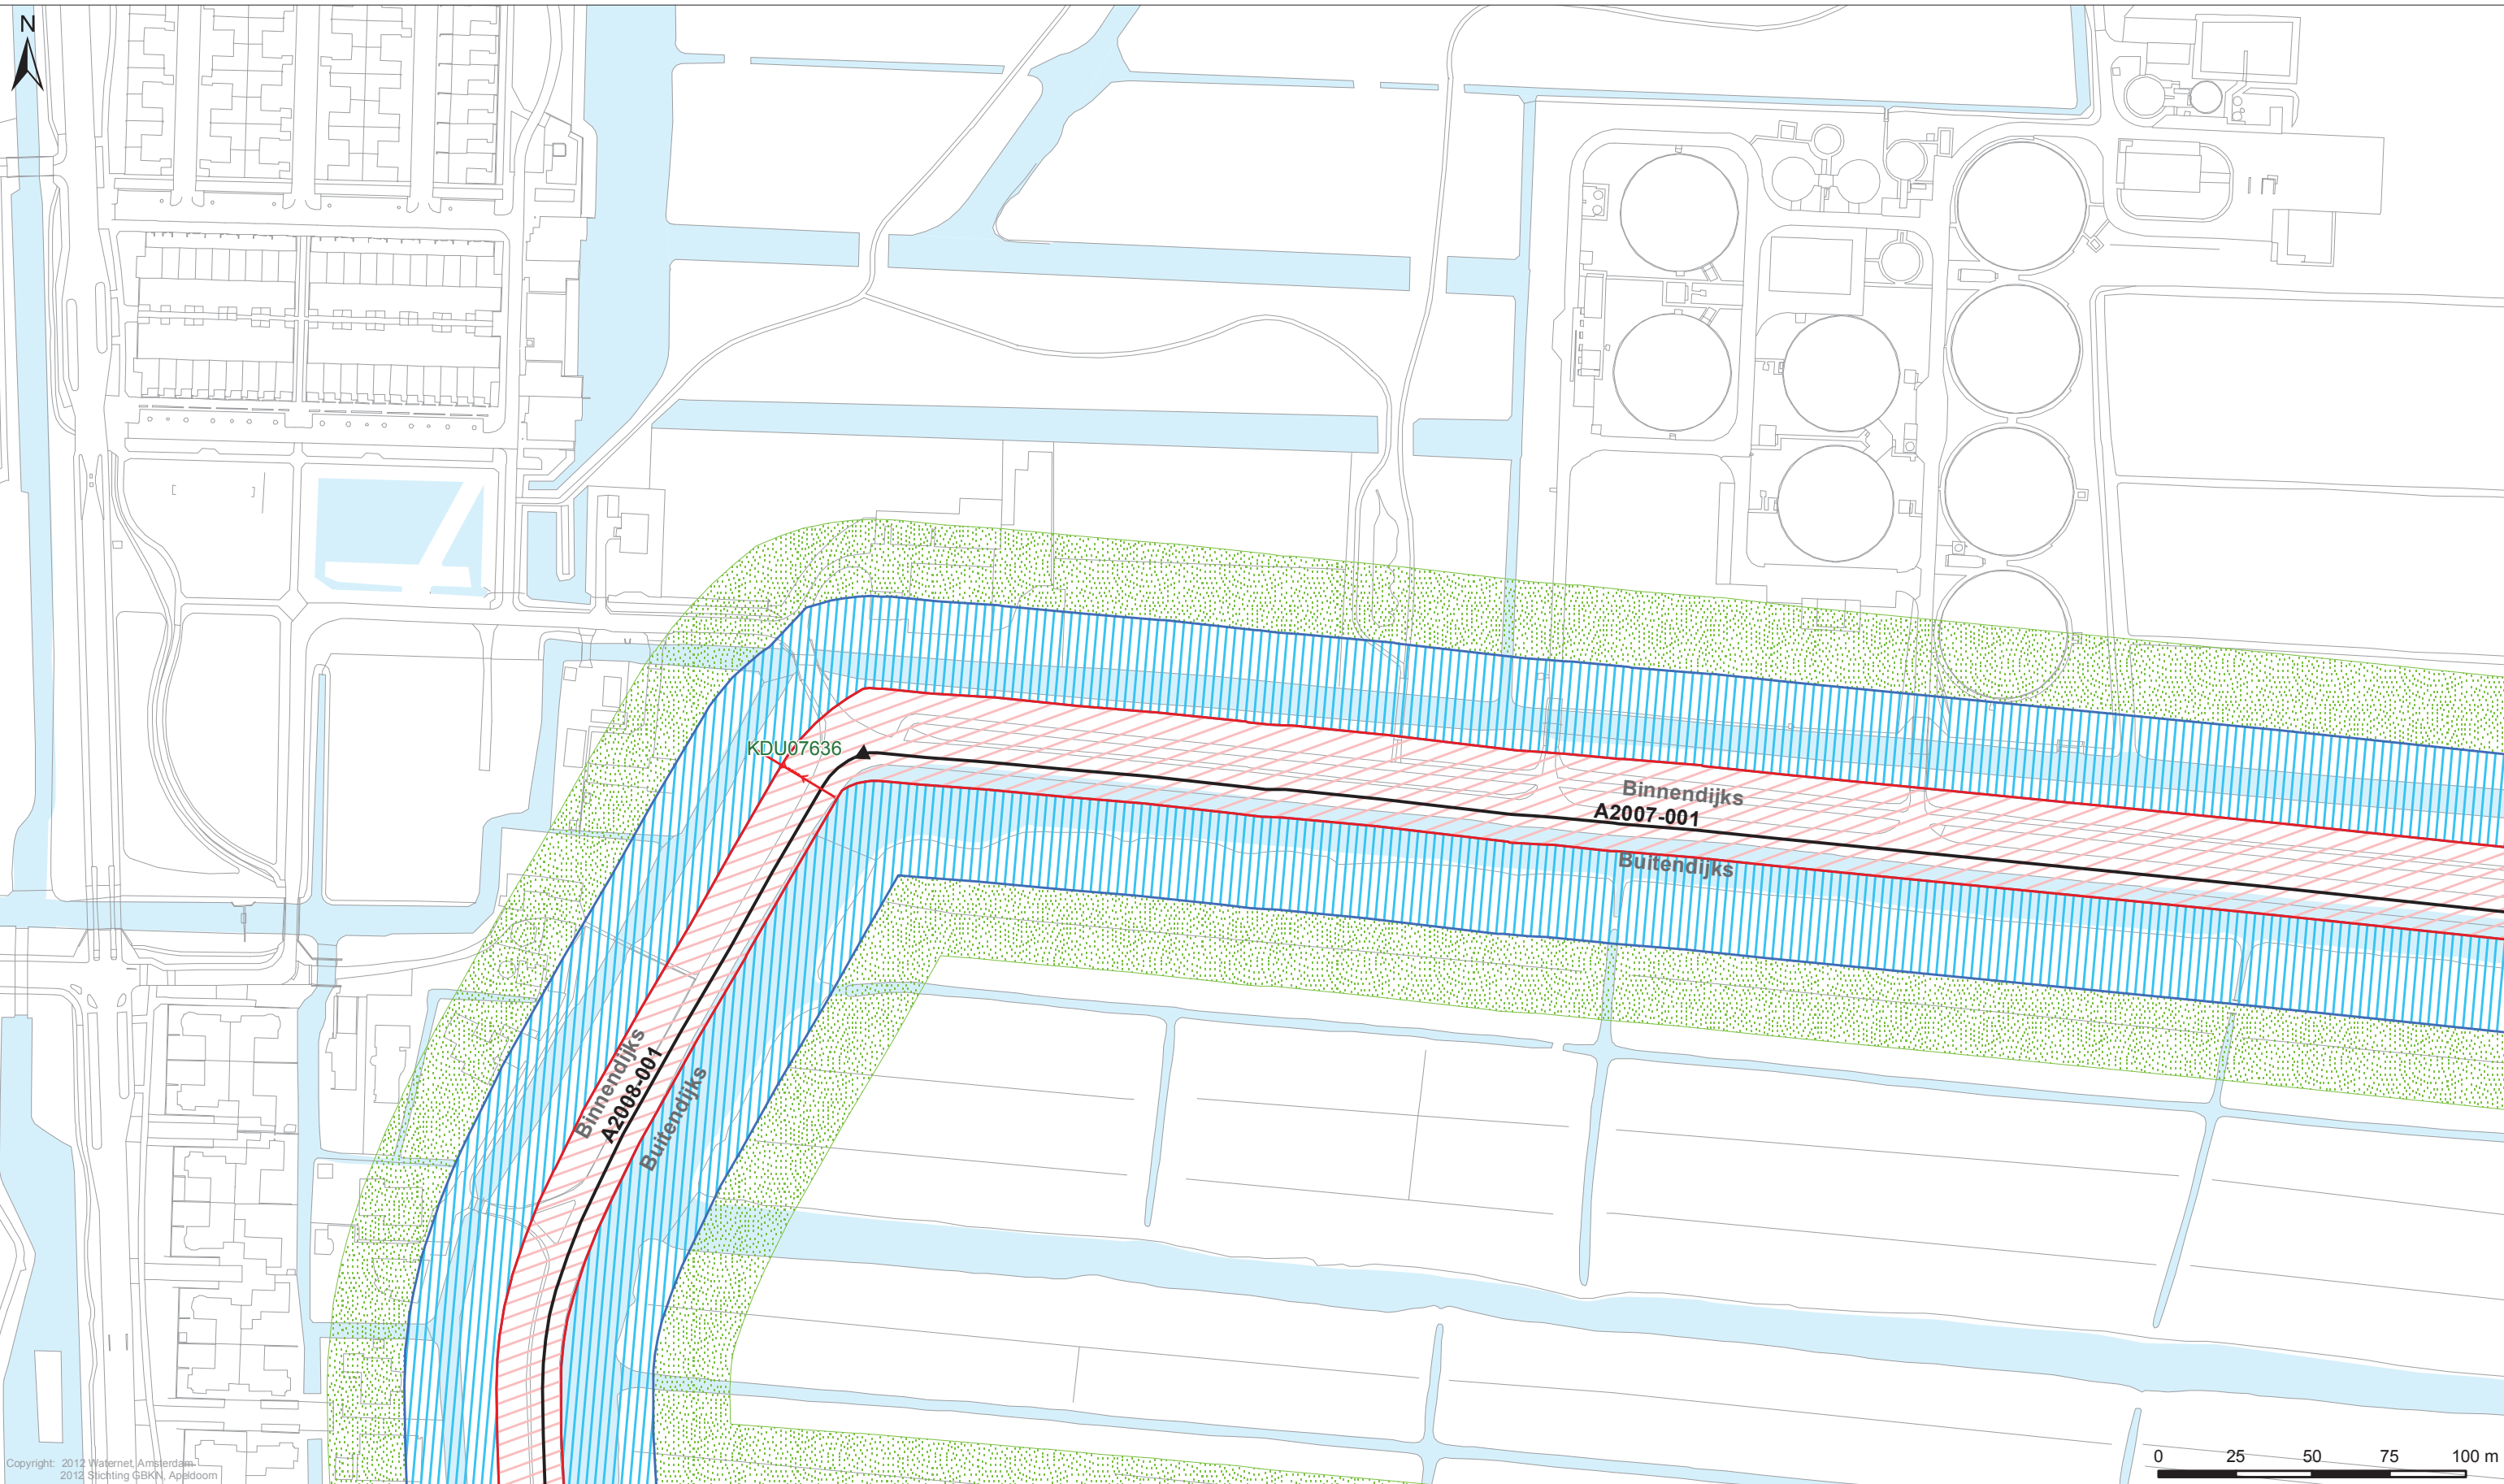 N
KDU07636
Binnendijks
A2007-001
Buitendijks
Binnendijks
A2008-001
Buitendijks
Copyright: 2012 Waternet, Amsterdam
2012 Stichting GBKN, Apeldoorn
0 25 50 75 100 m